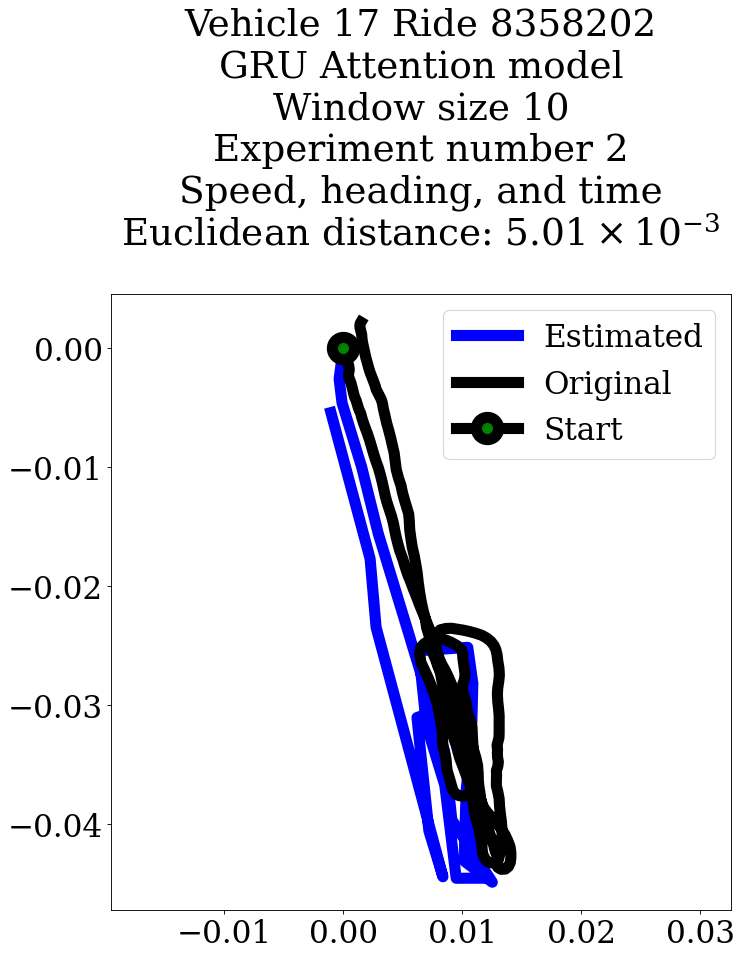 Vehicle 17 Ride 8358202
GRU Attention model
Window size 10
Experiment number 2
Speed, heading, and time
Euclidean distance: 5.01 × 10⁻³
Estimated
Original
Start
0.00
−0.01
−0.02
−0.03
−0.04
−0.01 0.00 0.01 0.02 0.03